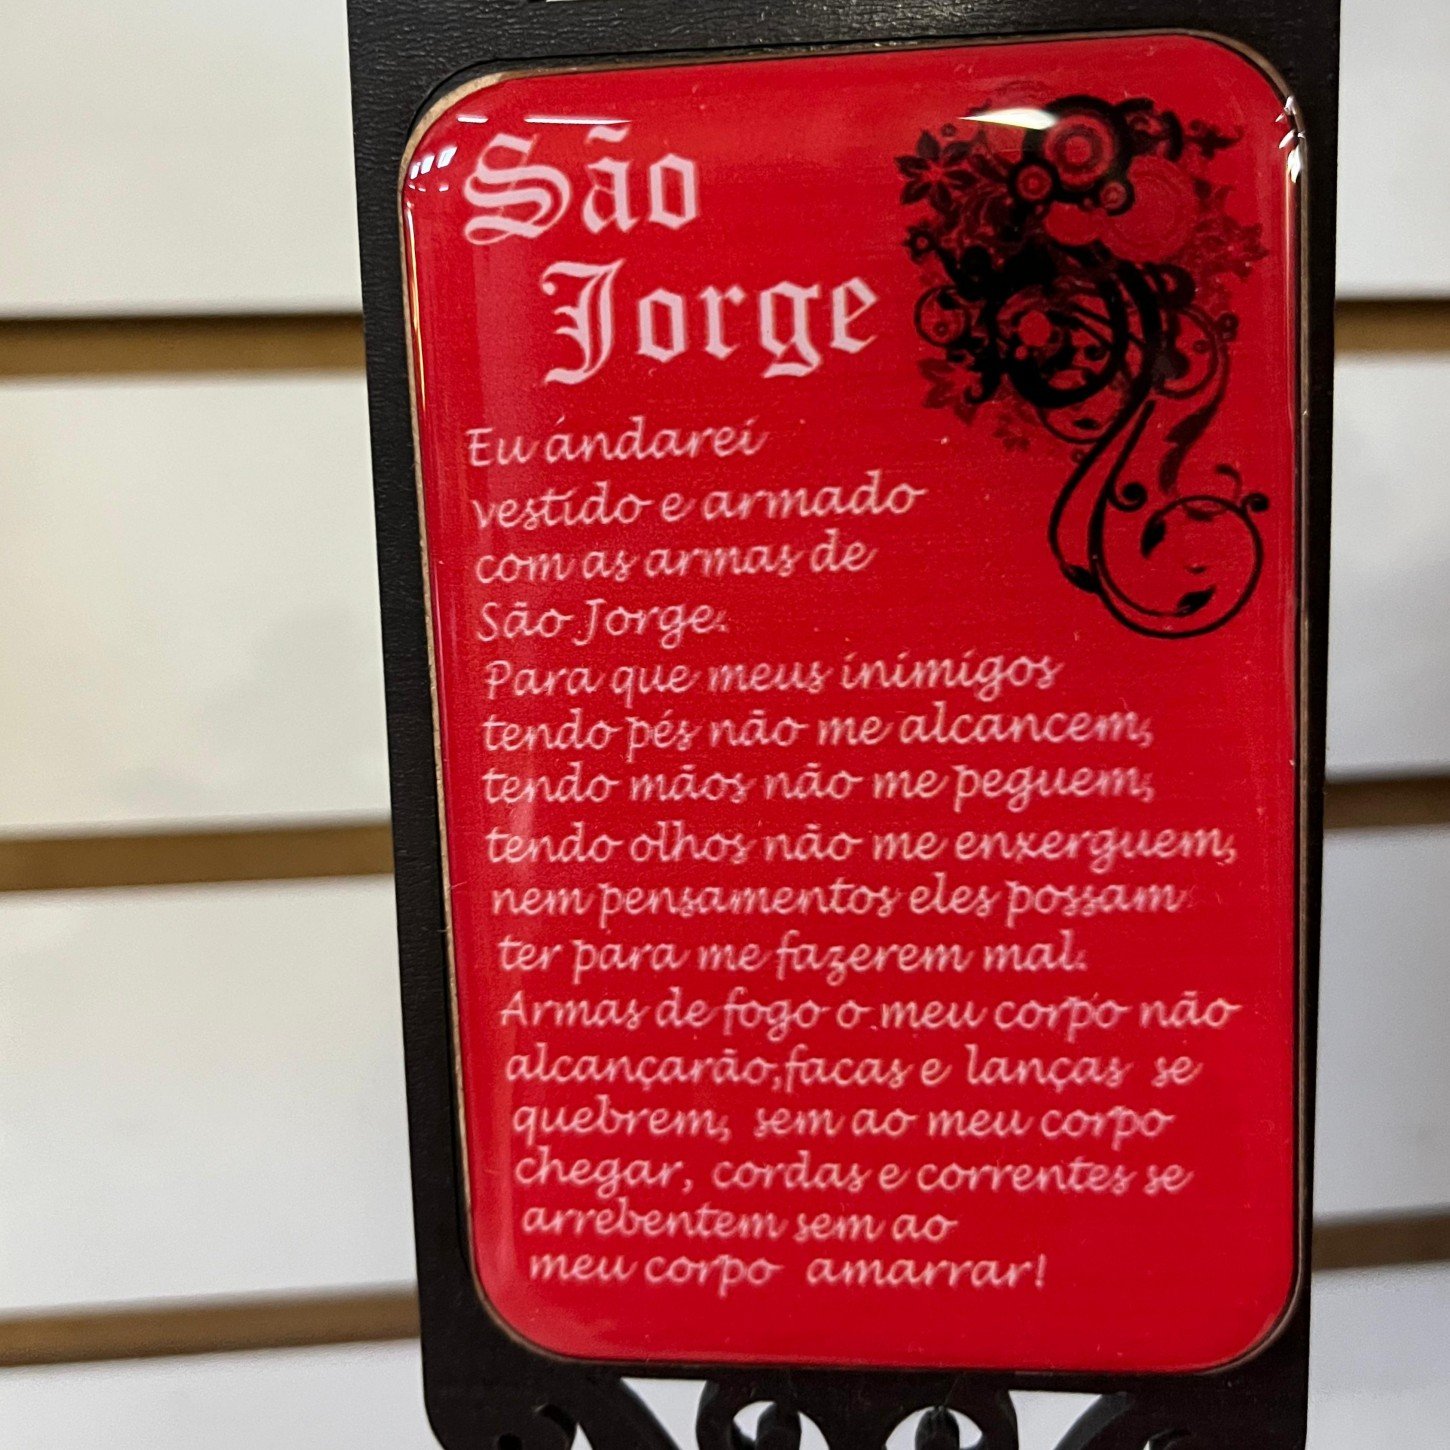 São
Jorge
Eu ándarei
vestido e armado
com as armas de
São Jorge.
Para que meus inimigos
tendo pés não me alcancem,
tendo mãos não me peguem,
tendo olhos não me enxerguem,
nem pensamentos eles possam
ter para me fazerem mal.
Armas de fogo o meu corpo não
alcançarão,facas e lanças se
quebrem, sem ao meu corpo
chegar, cordas e correntes se
arrebentem sem ao
meu corpo amarrar!